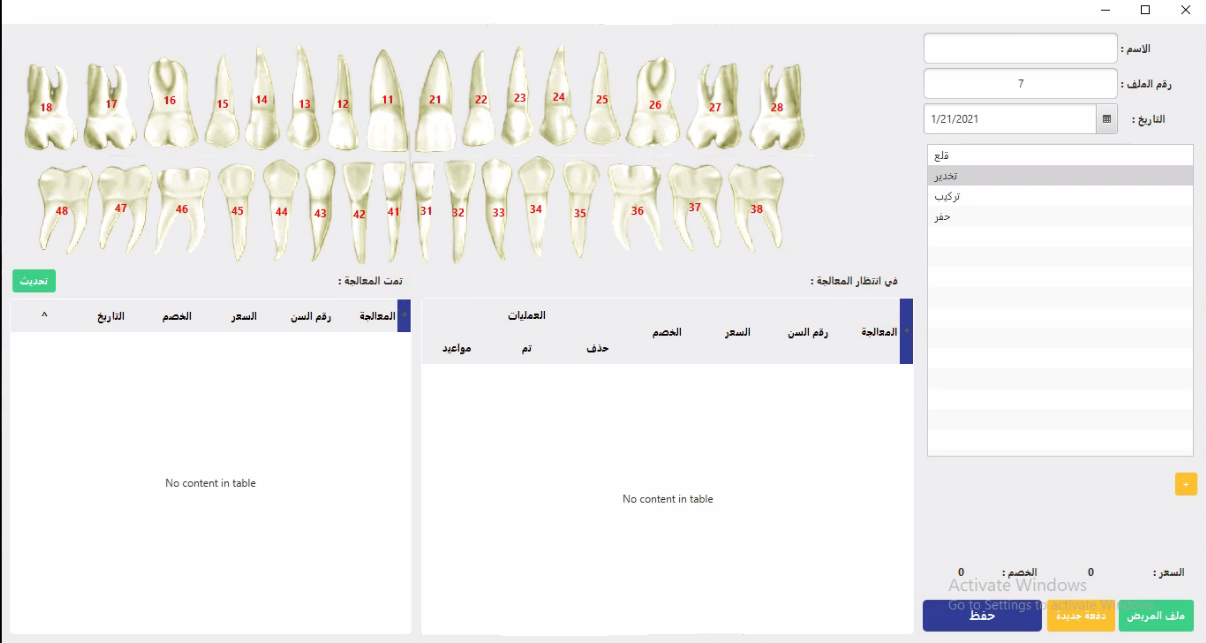 18 17 16 15 14 13 12 11 21 22 23 24 25 26 27 28
48 47 46 45 44 43 42 41 31 32 33 34 35 36 37 38
الاسم :
رقم الملف : 7
التاريخ : 1/21/2021
قلع
تخدير
تركيب
حفر
+
في انتظار المعالجة :
المعالجة رقم السن السعر الخصم العمليات
حذف تم مواعيد
No content in table
تمت المعالجة :
تحديث
المعالجة رقم السن السعر الخصم التاريخ ^
No content in table
السعر : 0 الخصم : 0
Activate Windows
Go to Settings to activate Windows
ملف المريض دفعة جديدة حفظ